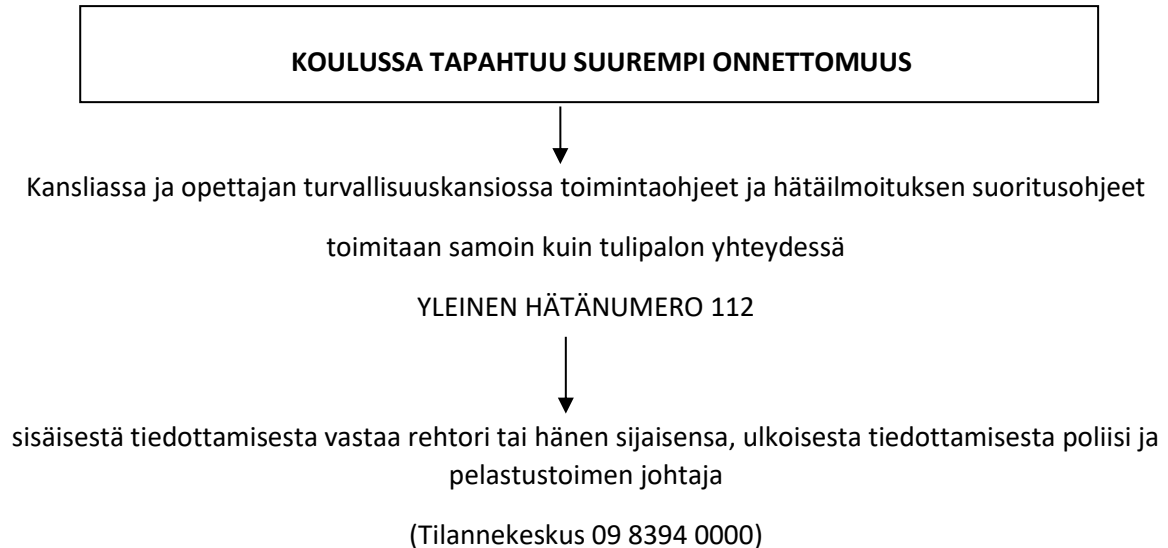 KOULUSSA TAPAHTUU SUUREMPI ONNETTOMUUS
Kansliassa ja opettajan turvallisuuskansiossa toimintaohjeet ja hätäilmoituksen suoritusohjeet
toimitaan samoin kuin tulipalon yhteydessä
YLEINEN HÄTÄNUMERO 112
sisäisestä tiedottamisesta vastaa rehtori tai hänen sijaisensa, ulkoisesta tiedottamisesta poliisi ja
pelastustoimen johtaja
(Tilannekeskus 09 8394 0000)